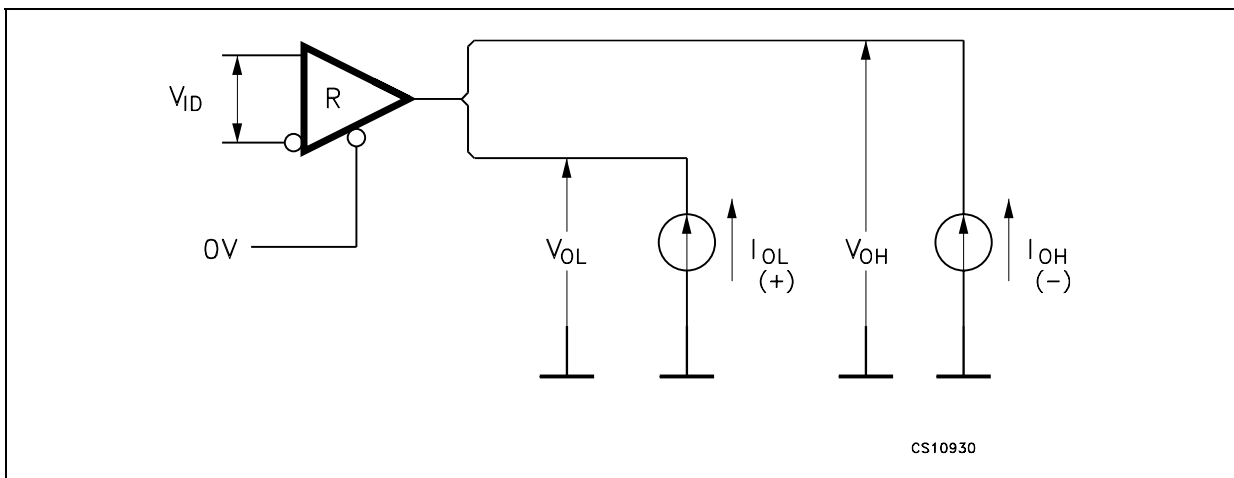 V_ID
R
0V
V_OL
I_OL
(+)
V_OH
I_OH
(−)
CS10930